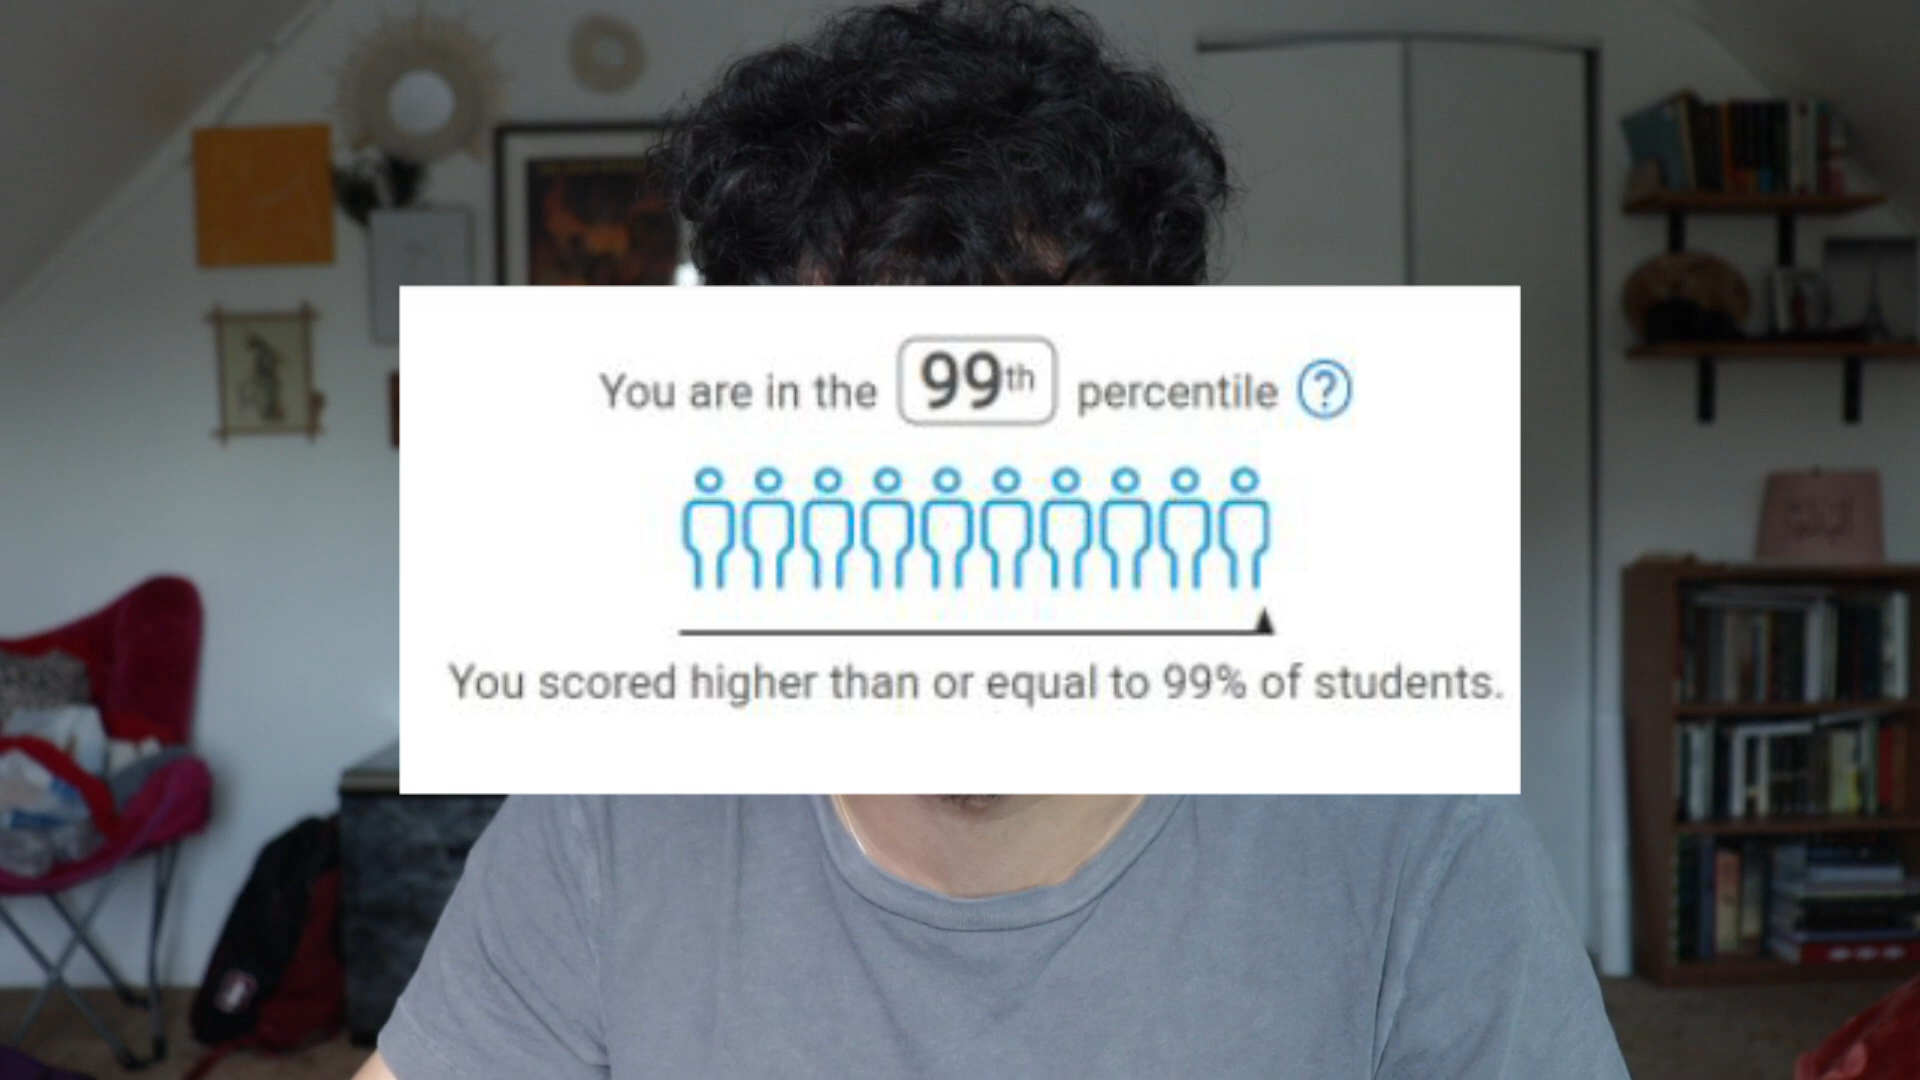 You are in the 99th percentile ?
You scored higher than or equal to 99% of students.